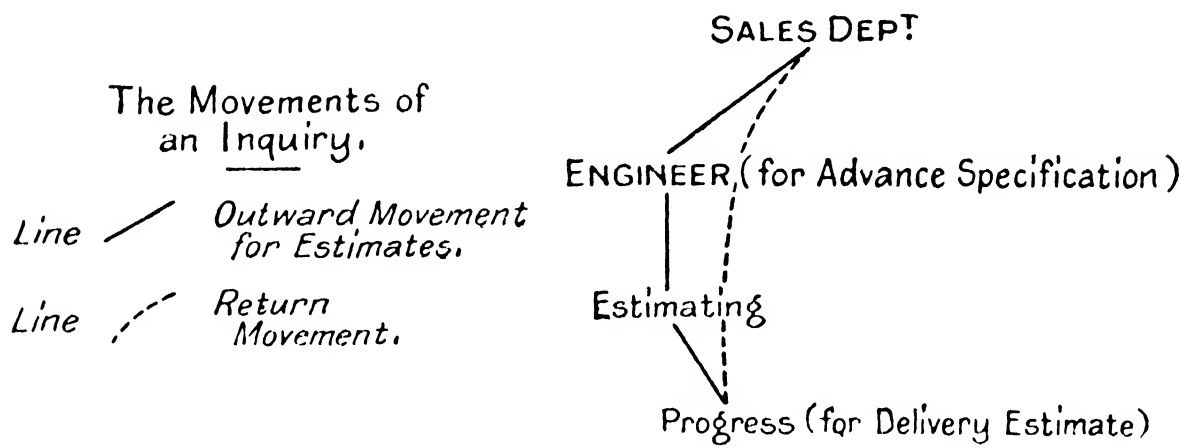 The Movements of
an Inquiry.
Line Outward Movement
for Estimates.
Line Return
Movement.
SALES DEPT
ENGINEER, (for Advance Specification)
Estimating
Progress (for Delivery Estimate)